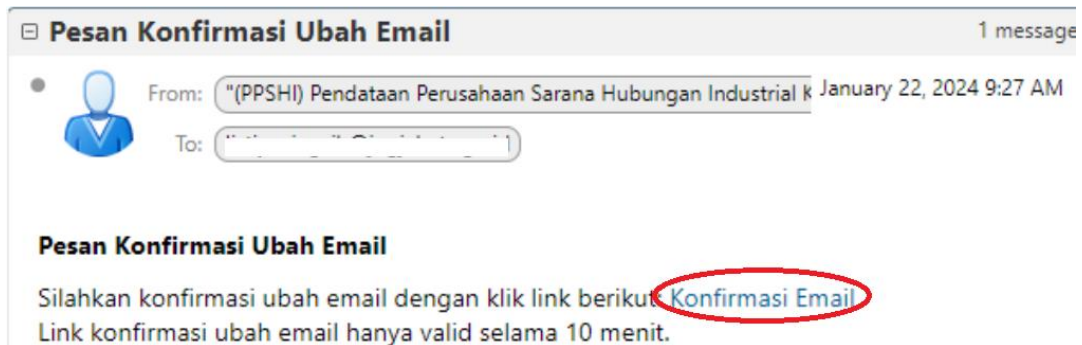 Pesan Konfirmasi Ubah Email
1 message
From: "(PPSHI) Pendataan Perusahaan Sarana Hubungan Industrial K
January 22, 2024 9:27 AM
To:
Pesan Konfirmasi Ubah Email
Silahkan konfirmasi ubah email dengan klik link berikut: Konfirmasi Email
Link konfirmasi ubah email hanya valid selama 10 menit.